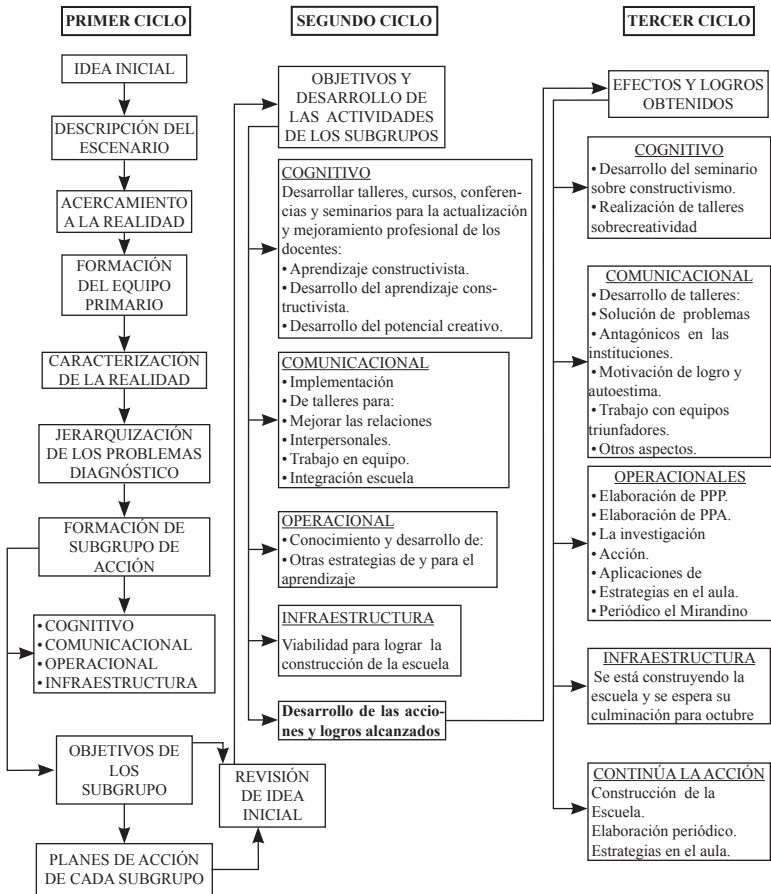 PRIMER CICLO
IDEA INICIAL
DESCRIPCIÓN DEL
ESCENARIO
ACERCAMIENTO
A LA REALIDAD
FORMACIÓN
DEL EQUIPO
PRIMARIO
CARACTERIZACIÓN
DE LA REALIDAD
JERARQUIZACIÓN
DE LOS PROBLEMAS
DIAGNÓSTICO
FORMACIÓN DE
SUBGRUPO DE
ACCIÓN
• COGNITIVO
• COMUNICACIONAL
• OPERACIONAL
• INFRAESTRUCTURA
OBJETIVOS DE
LOS
SUBGRUPO
PLANES DE ACCIÓN
DE CADA SUBGRUPO
REVISIÓN
DE IDEA
INICIAL
SEGUNDO CICLO
OBJETIVOS Y
DESARROLLO DE
LAS ACTIVIDADES
DE LOS SUBGRUPOS
COGNITIVO
Desarrollar talleres, cursos, conferen-
cias y seminarios para la actualización
y mejoramiento profesional de los
docentes:
• Aprendizaje constructivista.
• Desarrollo del aprendizaje cons-
tructivista.
• Desarrollo del potencial creativo.
COMUNICACIONAL
• Implementación
• De talleres para:
• Mejorar las relaciones
• Interpersonales.
• Trabajo en equipo.
• Integración escuela
OPERACIONAL
• Conocimiento y desarrollo de:
• Otras estrategias de y para el
aprendizaje
INFRAESTRUCTURA
Viabilidad para lograr la
construcción de la escuela
Desarrollo de las accio-
nes y logros alcanzados
TERCER CICLO
EFECTOS Y LOGROS
OBTENIDOS
COGNITIVO
• Desarrollo del seminario
sobre constructivismo.
• Realización de talleres
sobrecreatividad
COMUNICACIONAL
• Desarrollo de talleres:
• Solución de problemas
• Antagónicos en las
instituciones.
• Motivación de logro y
autoestima.
• Trabajo con equipos
triunfadores.
• Otros aspectos.
OPERACIONALES
• Elaboración de PPP.
• Elaboración de PPA.
• La investigación
• Acción.
• Aplicaciones de
• Estrategias en el aula.
• Periódico el Mirandino
INFRAESTRUCTURA
Se está construyendo la
escuela y se espera su
culminación para octubre
CONTINÚA LA ACCIÓN
Construcción de la
Escuela.
Elaboración periódico.
Estrategias en el aula.